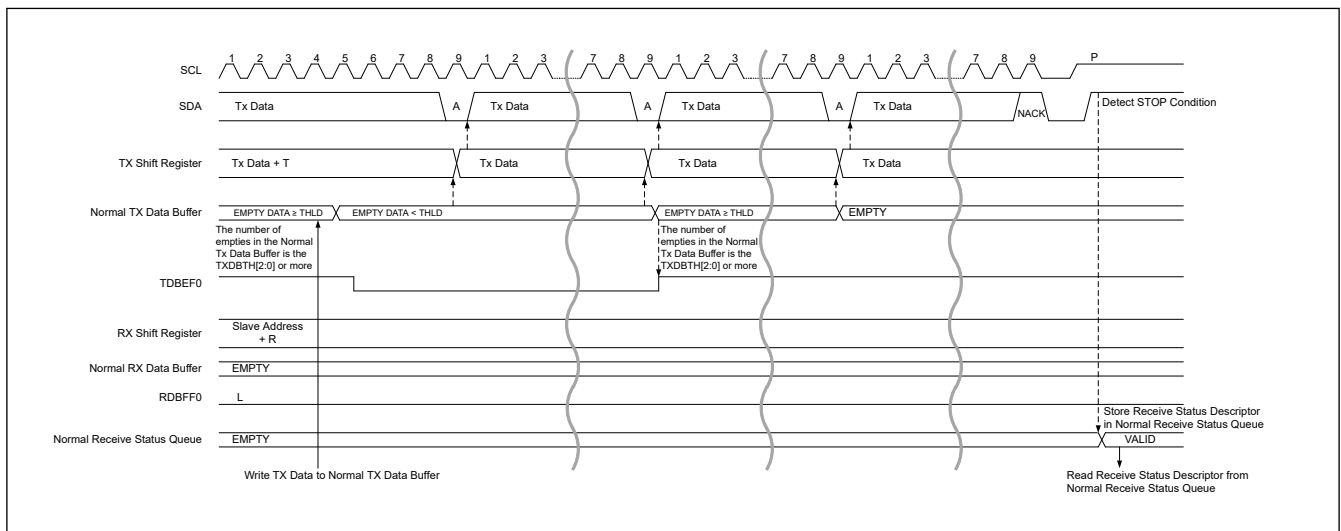 SCL 1 2 3 4 5 6 7 8 9 1 2 3 7 8 9 1 2 3 7 8 9 1 2 3 7 8 9 P
SDA Tx Data A Tx Data A Tx Data A Tx Data NACK Detect STOP Condition
TX Shift Register Tx Data + T Tx Data Tx Data Tx Data
Normal TX Data Buffer EMPTY DATA ≥ THLD EMPTY DATA < THLD EMPTY DATA ≥ THLD EMPTY
The number of
empties in the Normal
Tx Data Buffer is the
TXDBTH[2:0] or more
The number of
empties in the Normal
Tx Data Buffer is the
TXDBTH[2:0] or more
TDBEF0
RX Shift Register Slave Address
+ R
Normal RX Data Buffer EMPTY
RDBFF0 L
Store Receive Status Descriptor
in Normal Receive Status Queue
Normal Receive Status Queue EMPTY VALID
Write TX Data to Normal TX Data Buffer
Read Receive Status Descriptor from
Normal Receive Status Queue